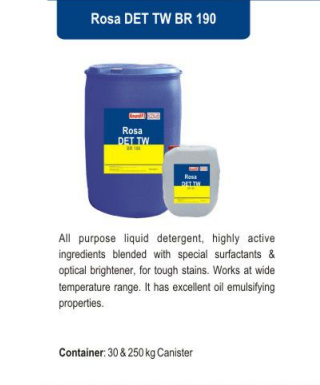 Rosa DET TW BR 190
Rosa
DET TW
BR 190
Rosa
DET TW
All purpose liquid detergent, highly active
ingredients blended with special surfactants &
optical brightener, for tough stains. Works at wide
temperature range. It has excellent oil emulsifying
properties.
Container: 30 & 250 kg Canister